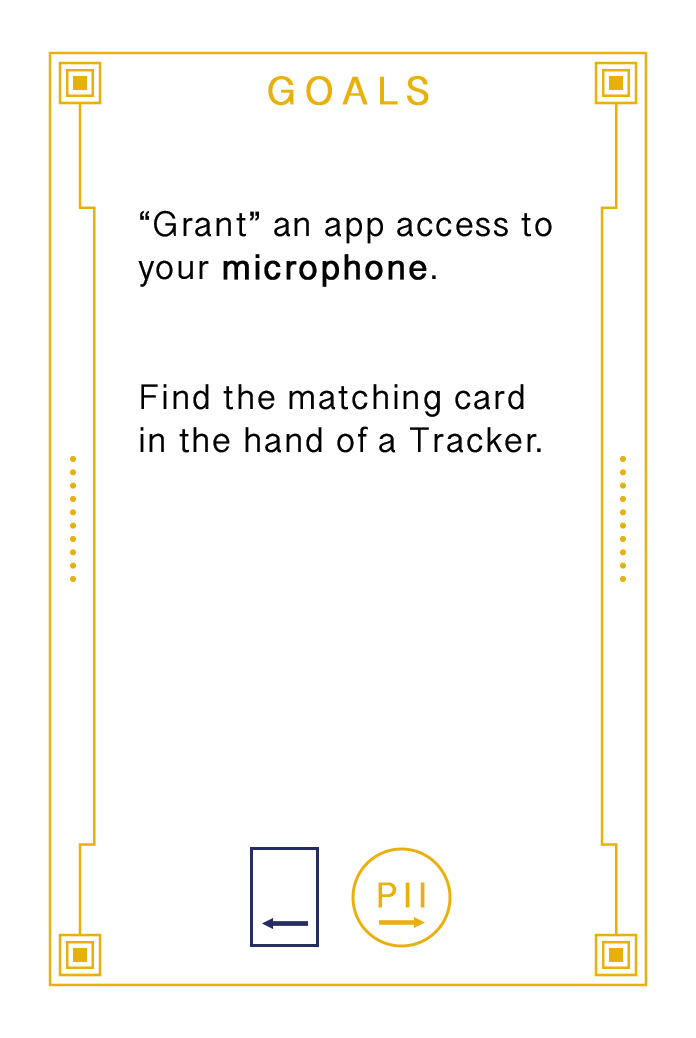 GOALS
“Grant” an app access to
your microphone.
Find the matching card
in the hand of a Tracker.
PII